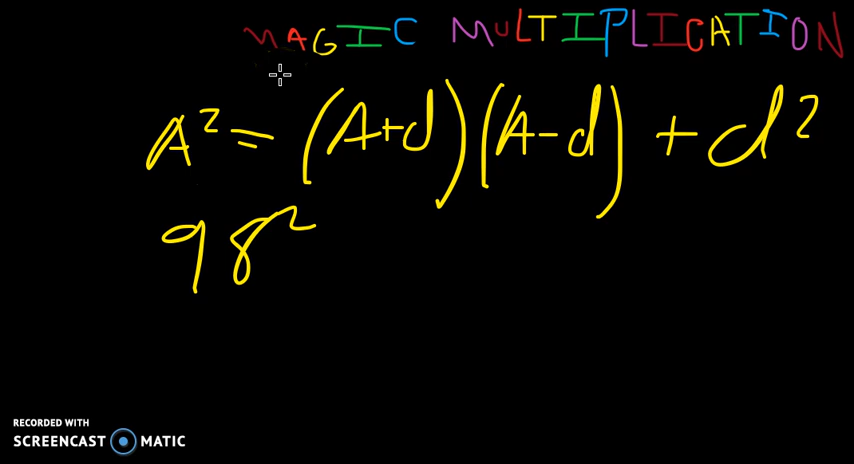 MAGIC MULTIPLICATION
A² = (A+d)(A-d) + d²
98²
RECORDED WITH
SCREENCAST MATIC